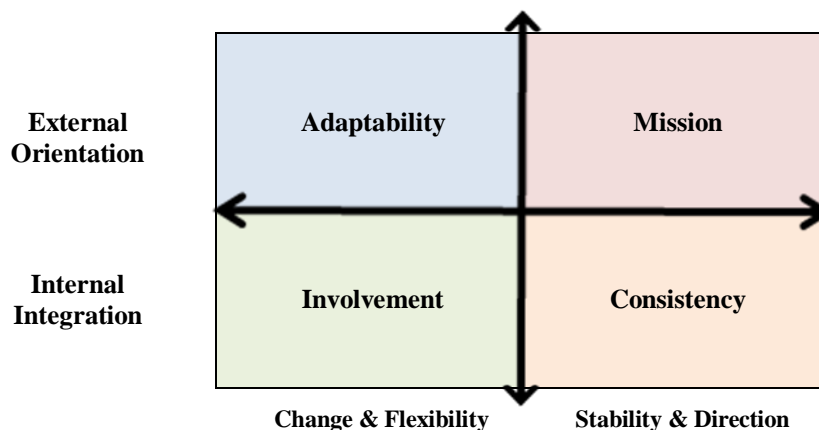 External
Orientation
Adaptability
Mission
Internal
Integration
Involvement
Consistency
Change & Flexibility
Stability & Direction